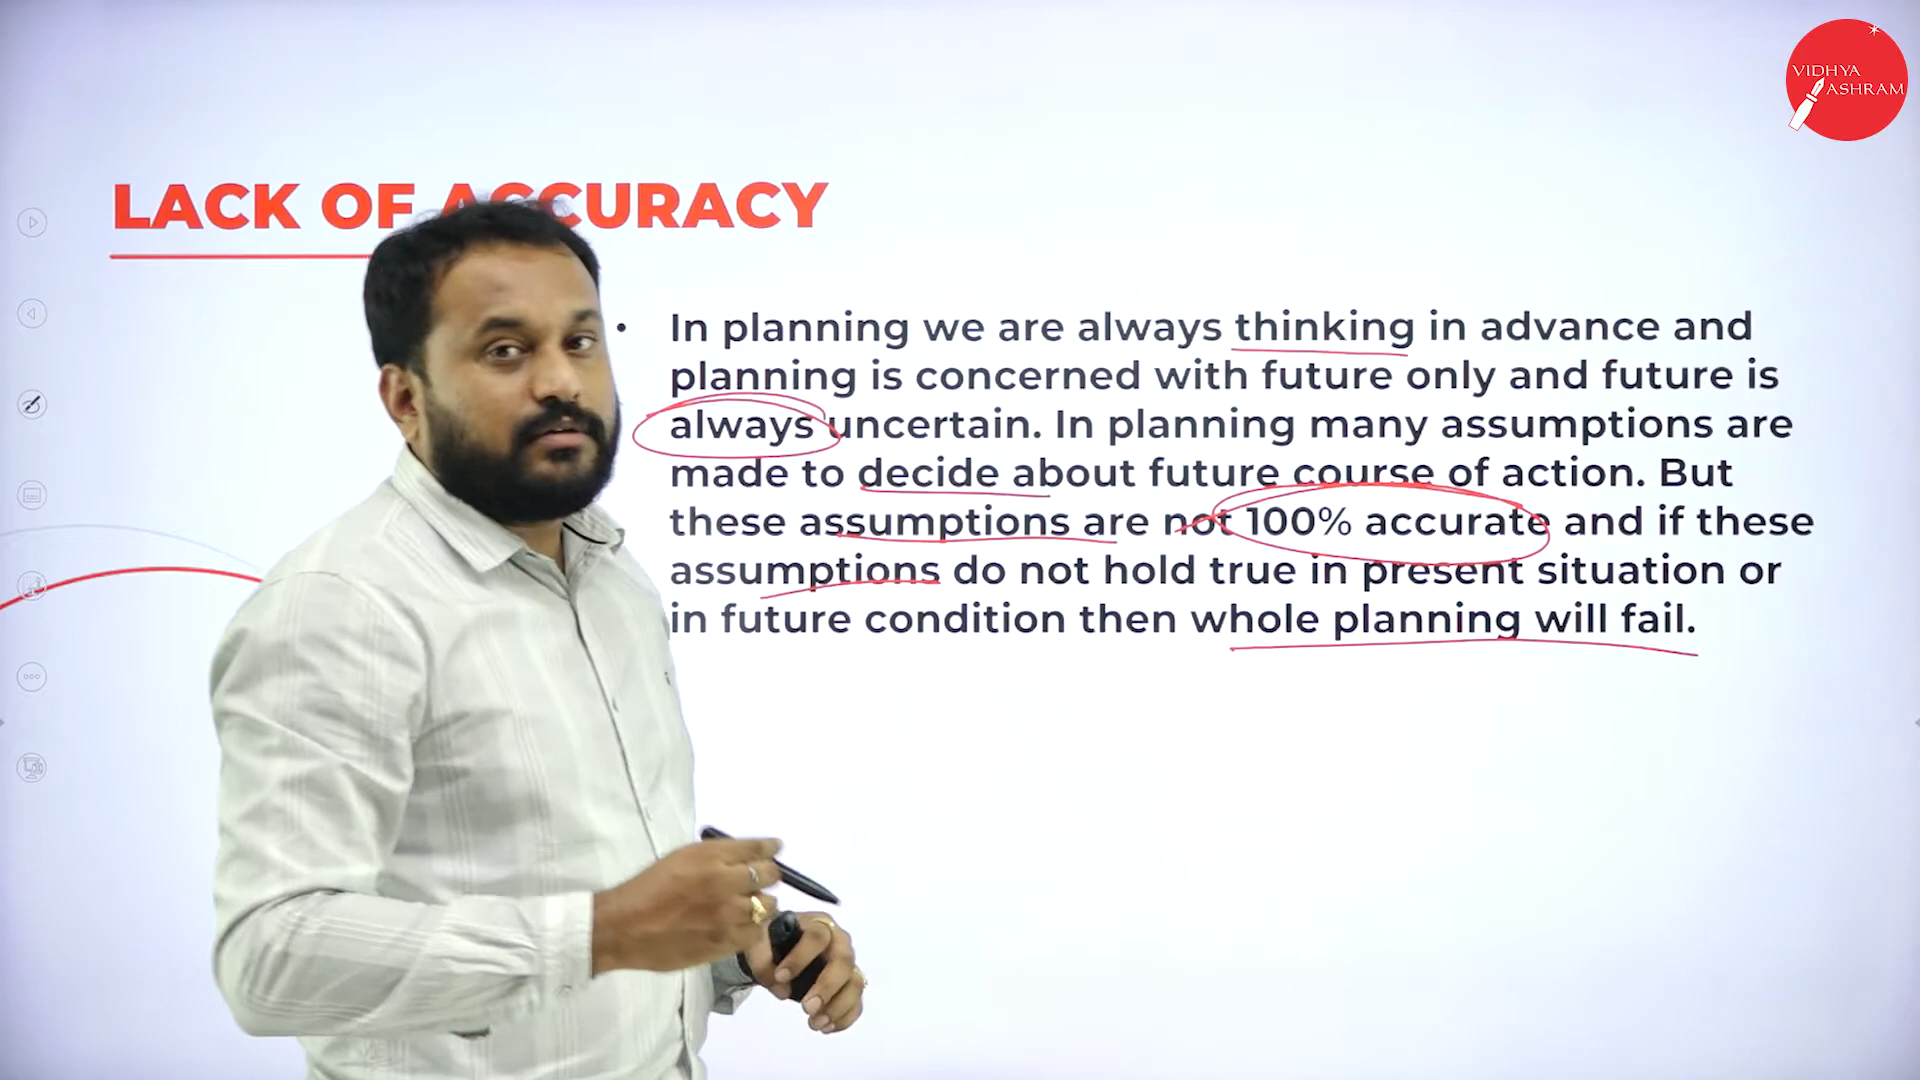 VIDHYA
ASHRAM
LACK OF ACCURACY
• In planning we are always thinking in advance and
planning is concerned with future only and future is
always uncertain. In planning many assumptions are
made to decide about future course of action. But
these assumptions are not 100% accurate and if these
assumptions do not hold true in present situation or
in future condition then whole planning will fail.